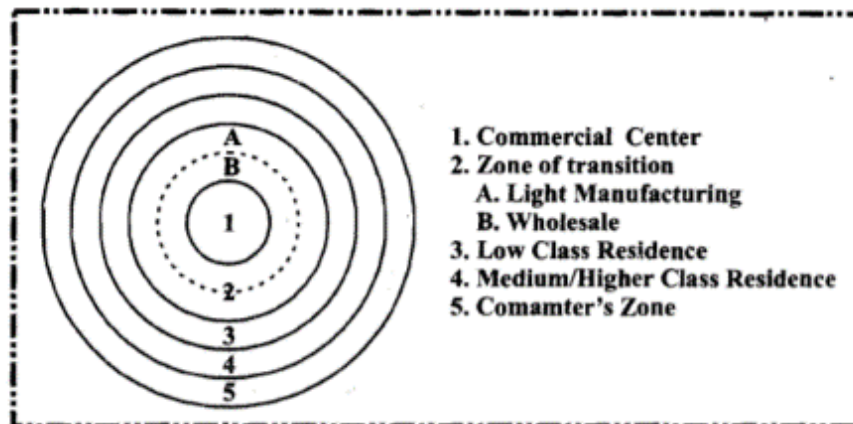 A
B
1
2
3
4
5
1. Commercial Center
2. Zone of transition
A. Light Manufacturing
B. Wholesale
3. Low Class Residence
4. Medium/Higher Class Residence
5. Comamter's Zone